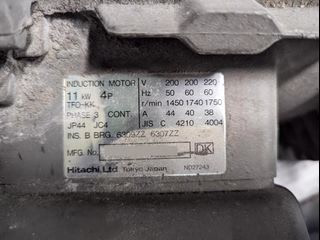 INDUCTION MOTOR V 200 200 220
11 kW 4P Hz 50 60 60
TFO-KK r/min 1450 1740 1750
PHASE 3 CONT. A 44 40 38
JP44 JC4 JIS C 4210 4004
INS. B BRG. 6309ZZ 6307ZZ
MFG. No. DK
Hitachi, Ltd. Tokyo Japan ND27243